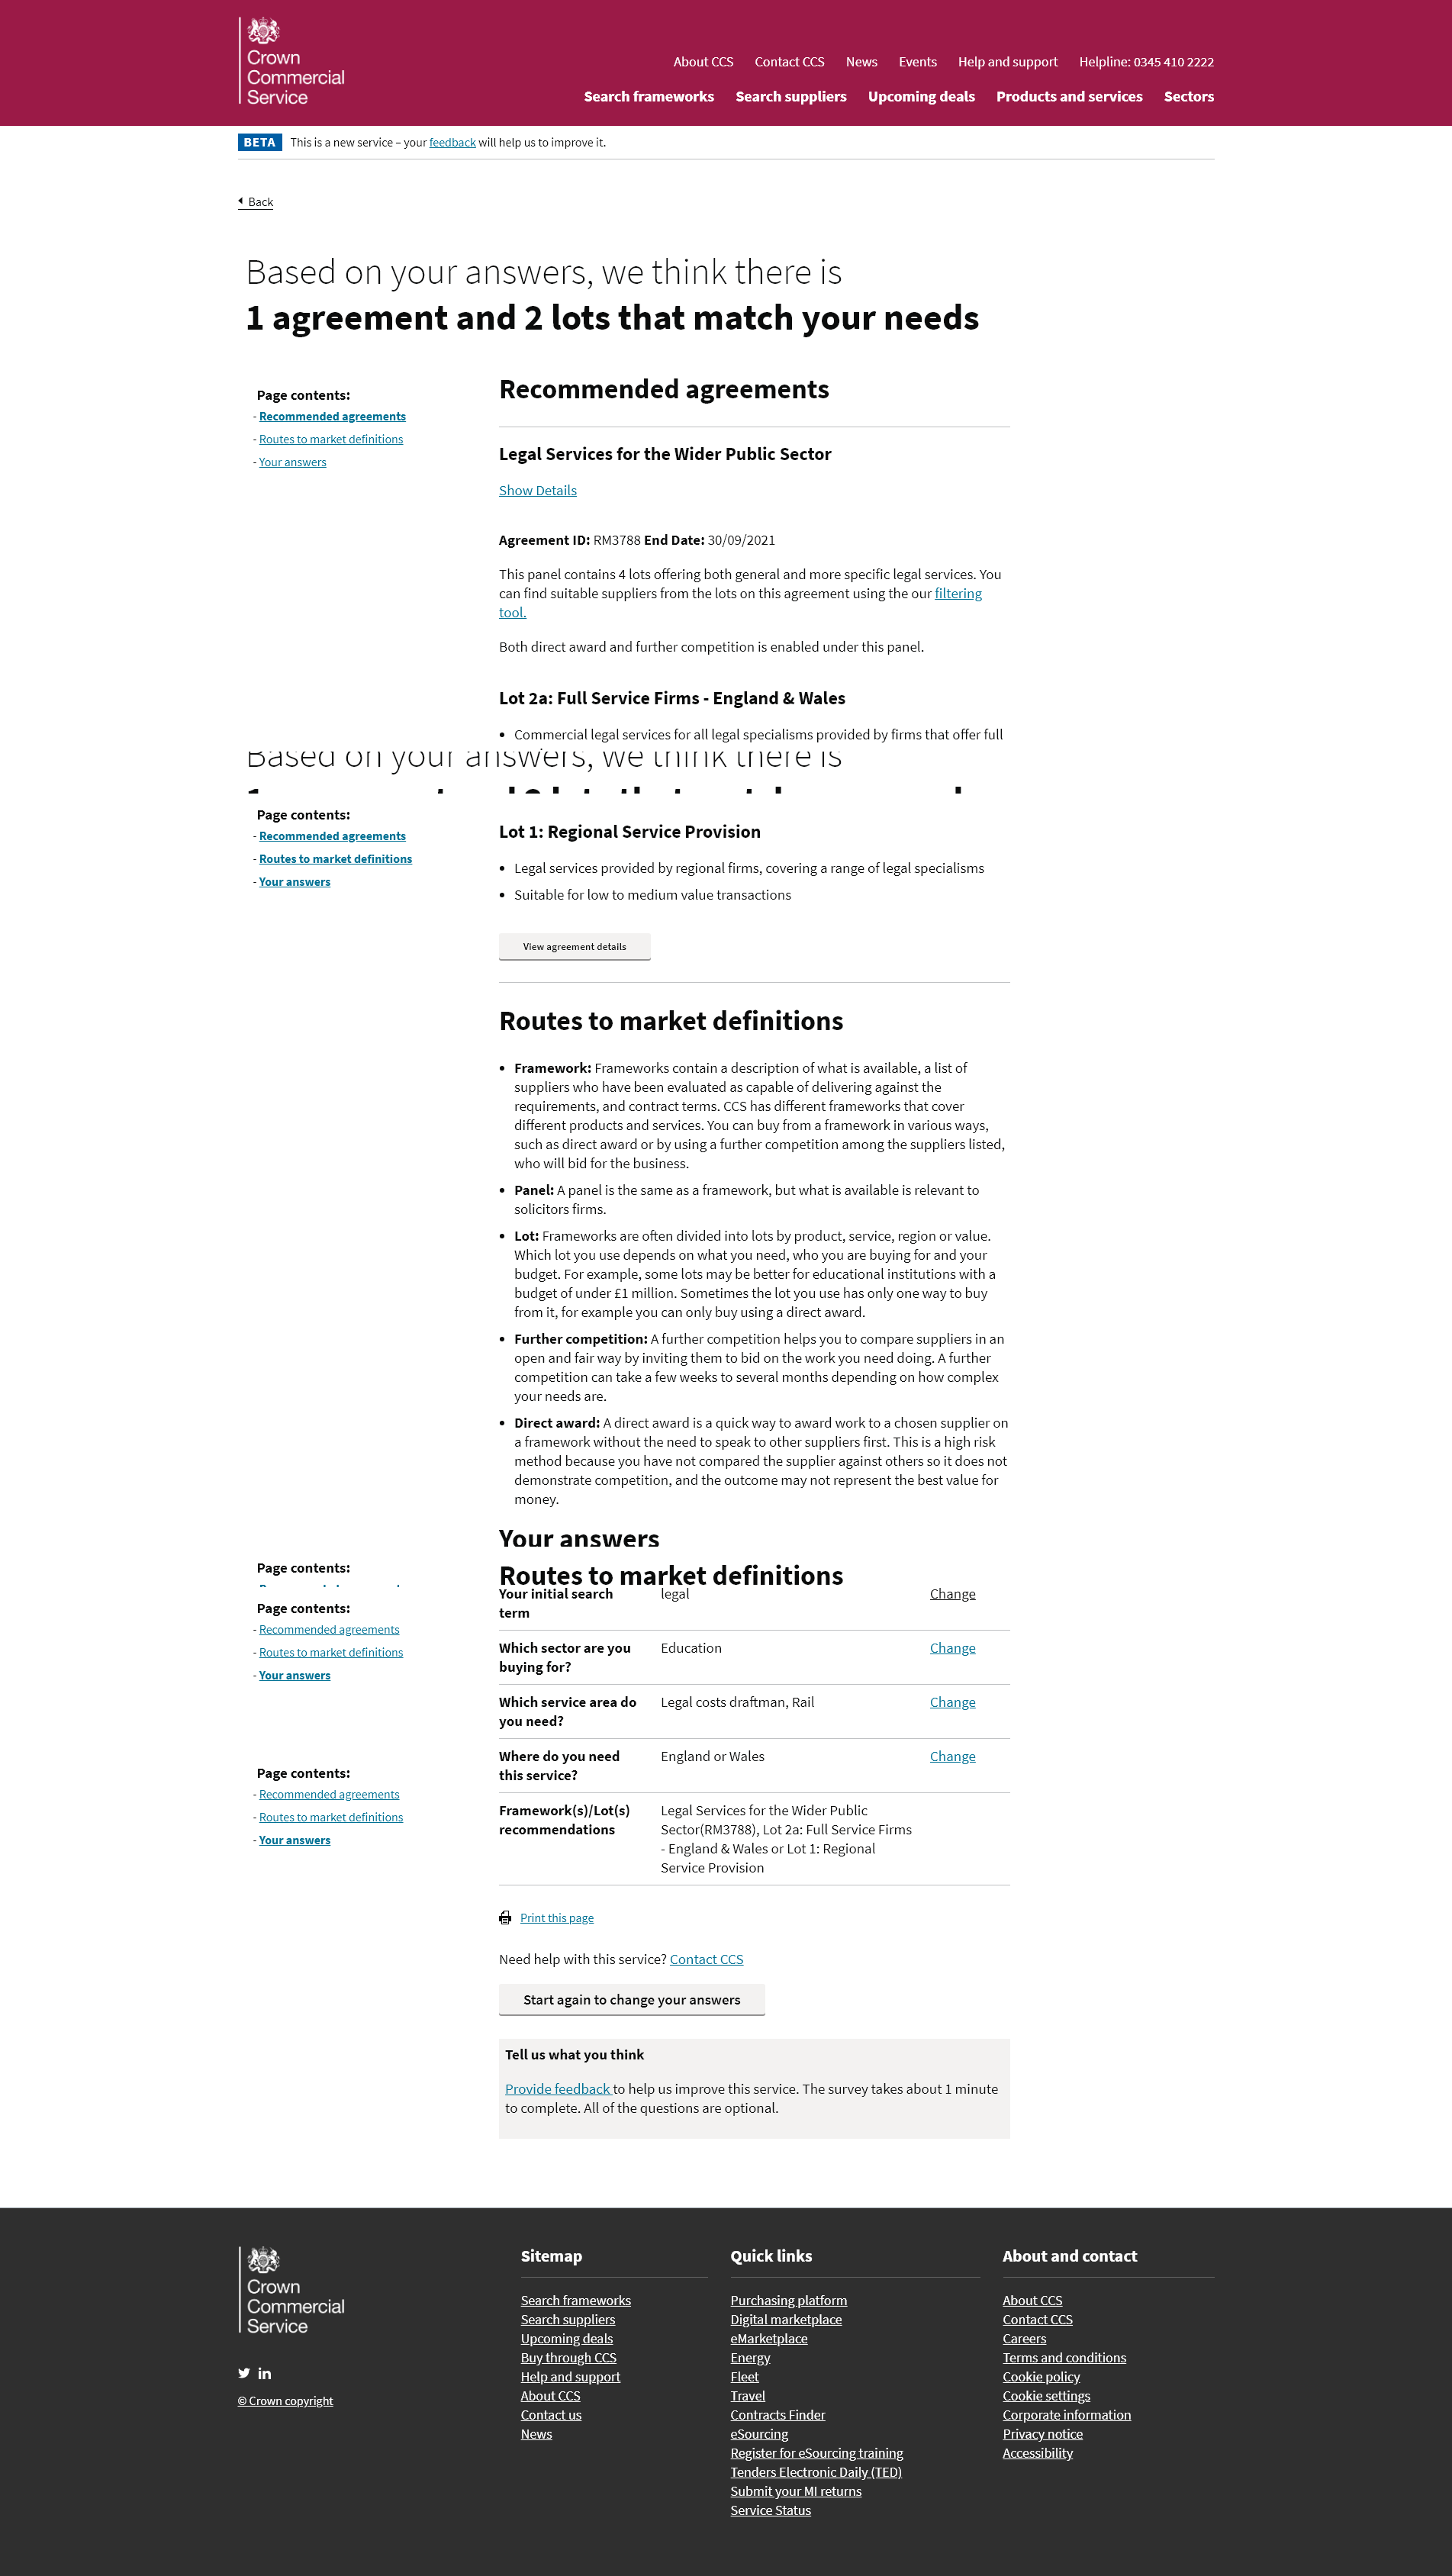 Crown
Commercial
Service
About CCS Contact CCS News Events Help and support Helpline: 0345 410 2222
Search frameworks Search suppliers Upcoming deals Products and services Sectors
BETA This is a new service – your feedback will help us to improve it.
Back
Based on your answers, we think there is
1 agreement and 2 lots that match your needs
Page contents:
- Recommended agreements
- Routes to market definitions
- Your answers
Recommended agreements
Legal Services for the Wider Public Sector
Show Details
Agreement ID: RM3788 End Date: 30/09/2021
This panel contains 4 lots offering both general and more specific legal services. You
can find suitable suppliers from the lots on this agreement using the our filtering
tool.
Both direct award and further competition is enabled under this panel.
Lot 2a: Full Service Firms - England & Wales
• Commercial legal services for all legal specialisms provided by firms that offer full
Based on your answers, we think there is
Page contents:
- Recommended agreements
- Routes to market definitions
- Your answers
Lot 1: Regional Service Provision
• Legal services provided by regional firms, covering a range of legal specialisms
• Suitable for low to medium value transactions
View agreement details
Routes to market definitions
• Framework: Frameworks contain a description of what is available, a list of
suppliers who have been evaluated as capable of delivering against the
requirements, and contract terms. CCS has different frameworks that cover
different products and services. You can buy from a framework in various ways,
such as direct award or by using a further competition among the suppliers listed,
who will bid for the business.
• Panel: A panel is the same as a framework, but what is available is relevant to
solicitors firms.
• Lot: Frameworks are often divided into lots by product, service, region or value.
Which lot you use depends on what you need, who you are buying for and your
budget. For example, some lots may be better for educational institutions with a
budget of under £1 million. Sometimes the lot you use has only one way to buy
from it, for example you can only buy using a direct award.
• Further competition: A further competition helps you to compare suppliers in an
open and fair way by inviting them to bid on the work you need doing. A further
competition can take a few weeks to several months depending on how complex
your needs are.
• Direct award: A direct award is a quick way to award work to a chosen supplier on
a framework without the need to speak to other suppliers first. This is a high risk
method because you have not compared the supplier against others so it does not
demonstrate competition, and the outcome may not represent the best value for
money.
Your answers
Page contents:
Routes to market definitions
Page contents:
- Recommended agreements
- Routes to market definitions
- Your answers
Your initial search legal Change
term
Which sector are you Education Change
buying for?
Which service area do Legal costs draftman, Rail Change
you need?
Where do you need England or Wales Change
this service?
Page contents:
- Recommended agreements
- Routes to market definitions
- Your answers
Framework(s)/Lot(s) Legal Services for the Wider Public
recommendations Sector(RM3788), Lot 2a: Full Service Firms
- England & Wales or Lot 1: Regional
Service Provision
Print this page
Need help with this service? Contact CCS
Start again to change your answers
Tell us what you think
Provide feedback to help us improve this service. The survey takes about 1 minute
to complete. All of the questions are optional.
Crown
Commercial
Service
© Crown copyright
Sitemap
Search frameworks
Search suppliers
Upcoming deals
Buy through CCS
Help and support
About CCS
Contact us
News
Quick links
Purchasing platform
Digital marketplace
eMarketplace
Energy
Fleet
Travel
Contracts Finder
eSourcing
Register for eSourcing training
Tenders Electronic Daily (TED)
Submit your MI returns
Service Status
About and contact
About CCS
Contact CCS
Careers
Terms and conditions
Cookie policy
Cookie settings
Corporate information
Privacy notice
Accessibility